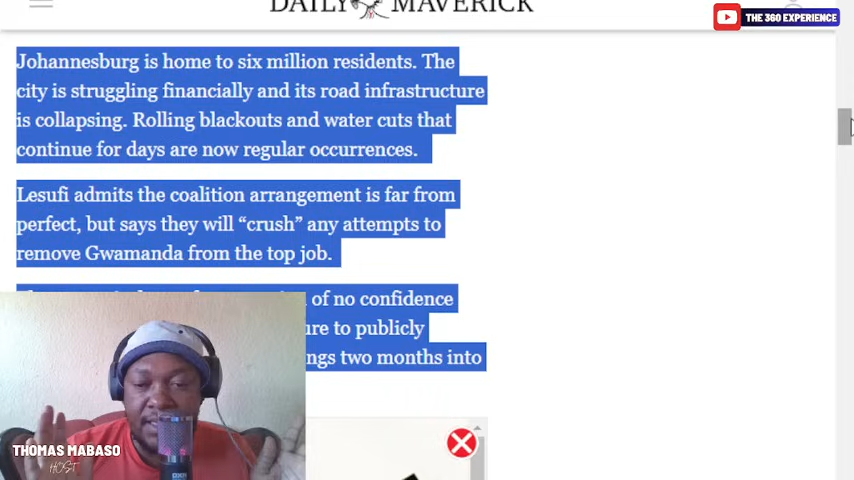 DAILY MAVERICK
THE 360 EXPERIENCE
Johannesburg is home to six million residents. The
city is struggling financially and its road infrastructure
is collapsing. Rolling blackouts and water cuts that
continue for days are now regular occurrences.
Lesufi admits the coalition arrangement is far from
perfect, but says they will “crush” any attempts to
remove Gwamanda from the top job.
of no confidence
to publicly
two months into
THOMAS MABASO
HOST